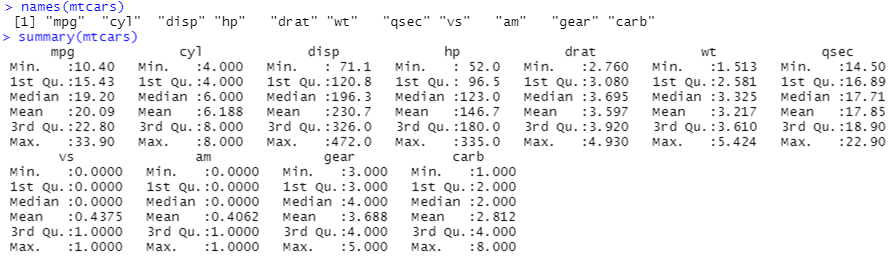 > names(mtcars)
[1] "mpg" "cyl" "disp" "hp" "drat" "wt" "qsec" "vs" "am" "gear" "carb"
> summary(mtcars)
mpg cyl disp hp drat wt qsec
Min. :10.40 Min. :4.000 Min. : 71.1 Min. : 52.0 Min. :2.760 Min. :1.513 Min. :14.50
1st Qu.:15.43 1st Qu.:4.000 1st Qu.:120.8 1st Qu.: 96.5 1st Qu.:3.080 1st Qu.:2.581 1st Qu.:16.89
Median :19.20 Median :6.000 Median :196.3 Median :123.0 Median :3.695 Median :3.325 Median :17.71
Mean :20.09 Mean :6.188 Mean :230.7 Mean :146.7 Mean :3.597 Mean :3.217 Mean :17.85
3rd Qu.:22.80 3rd Qu.:8.000 3rd Qu.:326.0 3rd Qu.:180.0 3rd Qu.:3.920 3rd Qu.:3.610 3rd Qu.:18.90
Max. :33.90 Max. :8.000 Max. :472.0 Max. :335.0 Max. :4.930 Max. :5.424 Max. :22.90
vs am gear carb
Min. :0.0000 Min. :0.0000 Min. :3.000 Min. :1.000
1st Qu.:0.0000 1st Qu.:0.0000 1st Qu.:3.000 1st Qu.:2.000
Median :0.0000 Median :0.0000 Median :4.000 Median :2.000
Mean :0.4375 Mean :0.4062 Mean :3.688 Mean :2.812
3rd Qu.:1.0000 3rd Qu.:1.0000 3rd Qu.:4.000 3rd Qu.:4.000
Max. :1.0000 Max. :1.0000 Max. :5.000 Max. :8.000